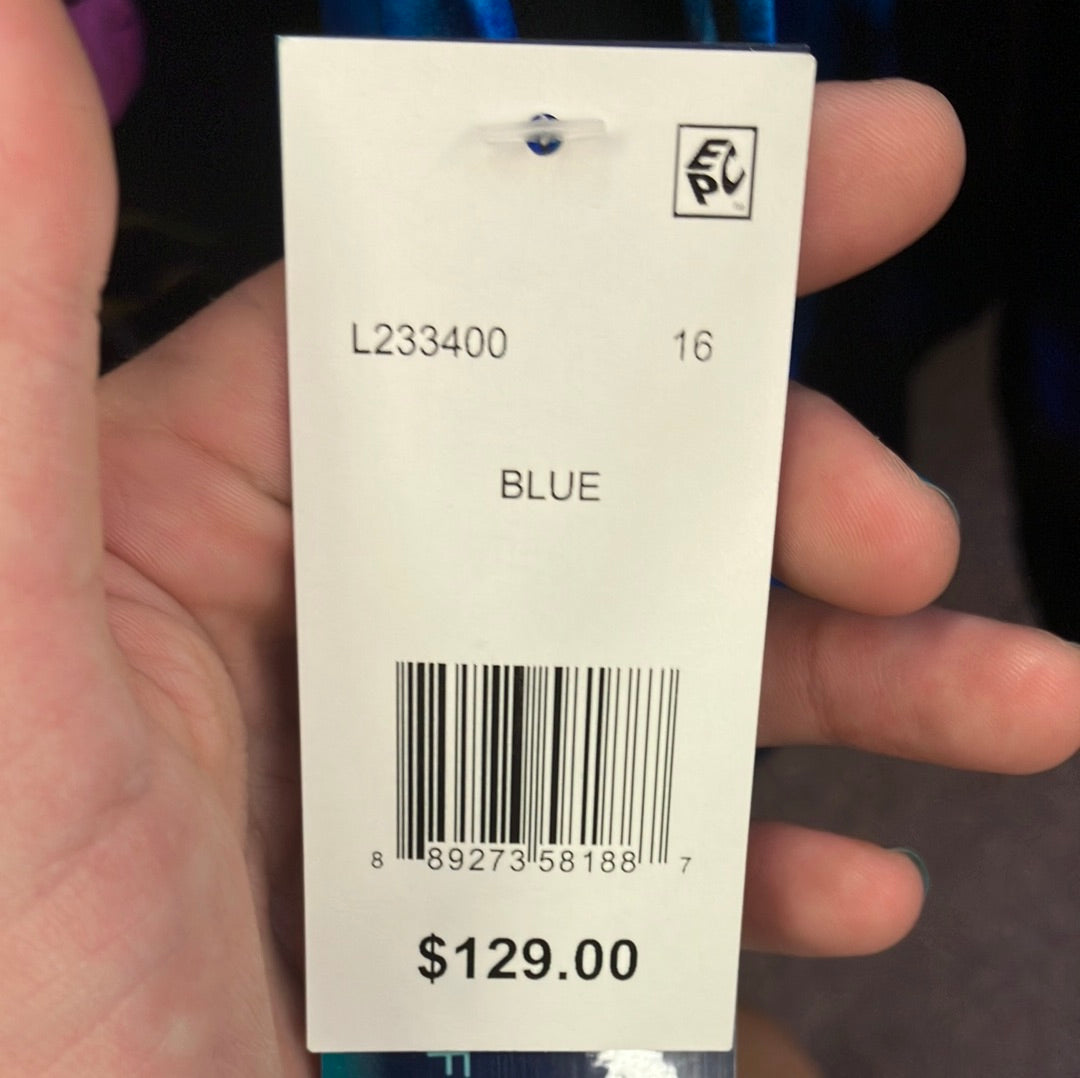 EPC
L233400 16
BLUE
8 89273 58188 7
$129.00
F